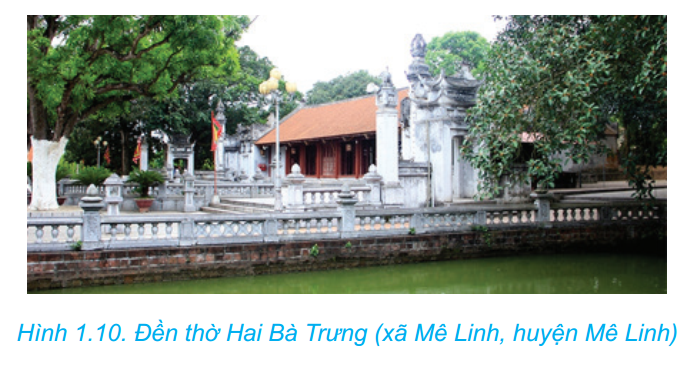 Hình 1.10. Đền thờ Hai Bà Trưng (xã Mê Linh, huyện Mê Linh)